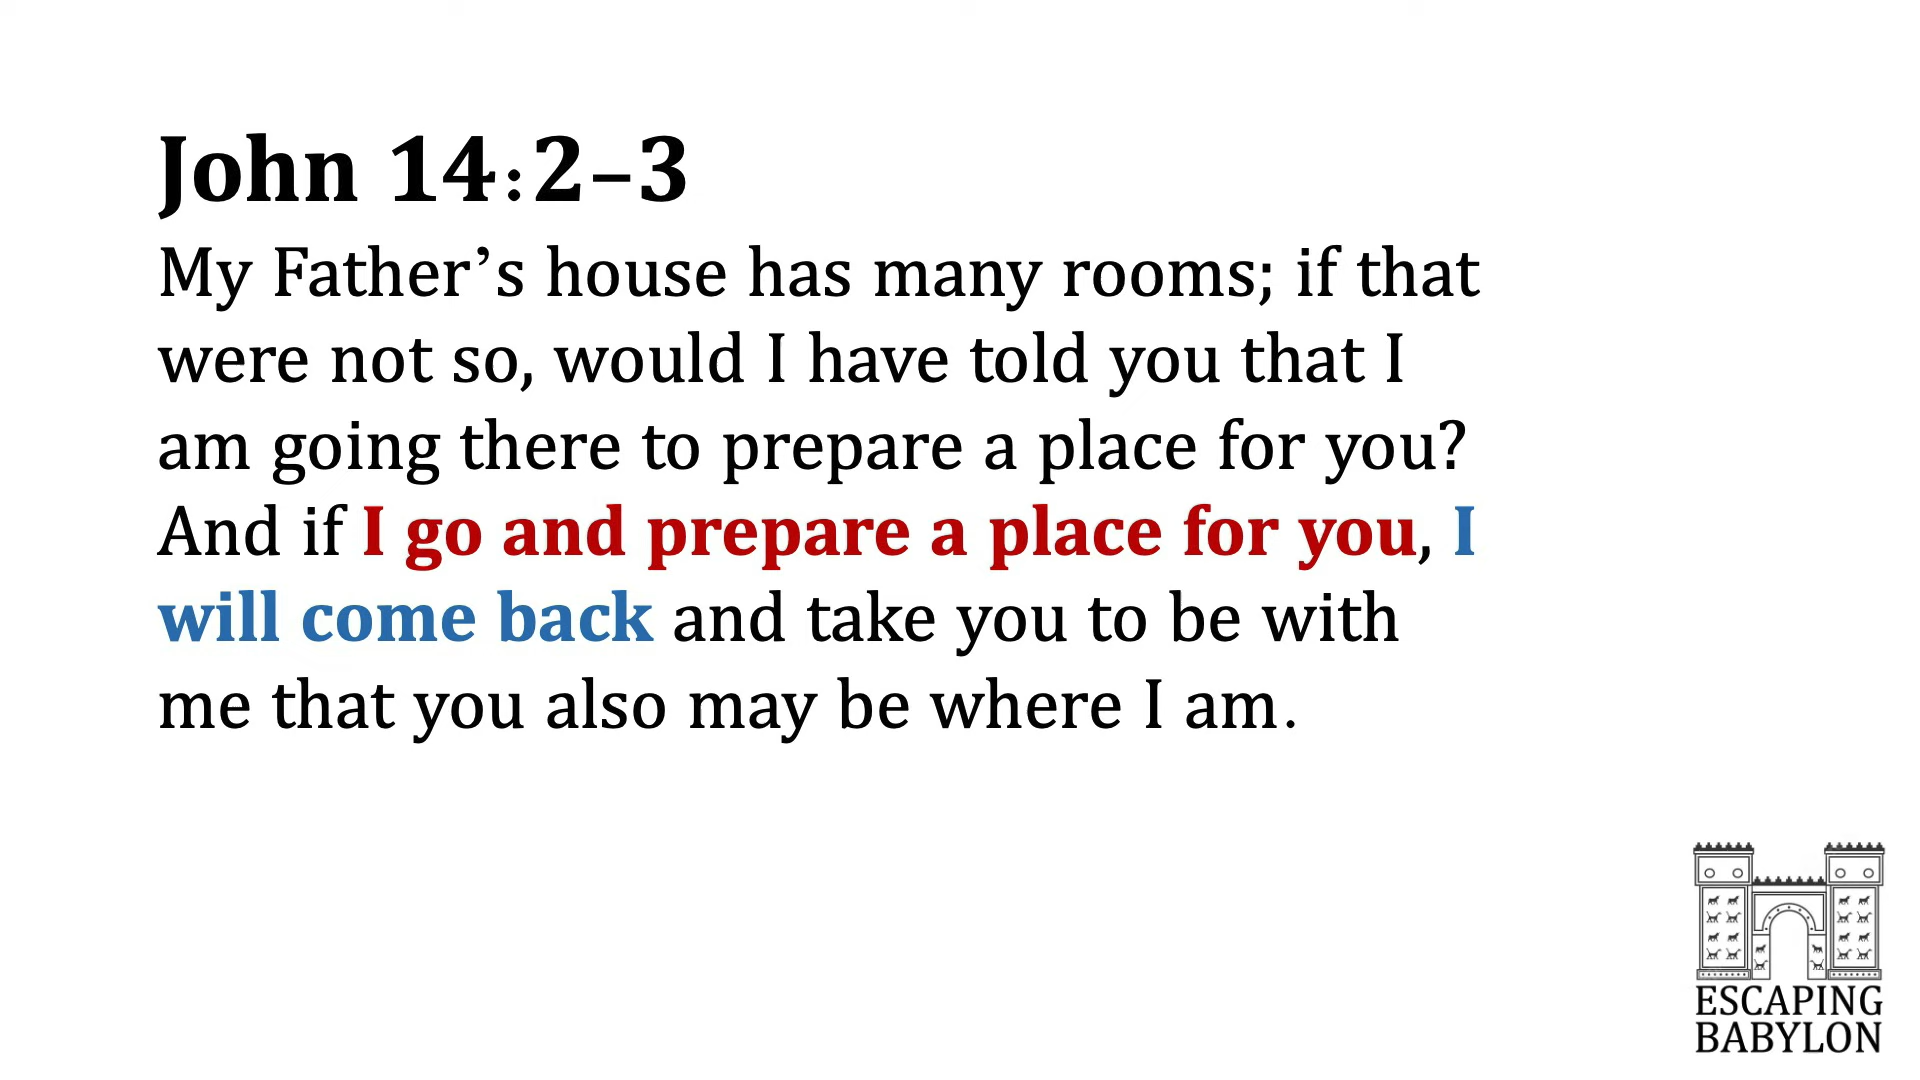 John 14:2–3
My Father’s house has many rooms; if that
were not so, would I have told you that I
am going there to prepare a place for you?
And if I go and prepare a place for you, I
will come back and take you to be with
me that you also may be where I am.
ESCAPING
BABYLON